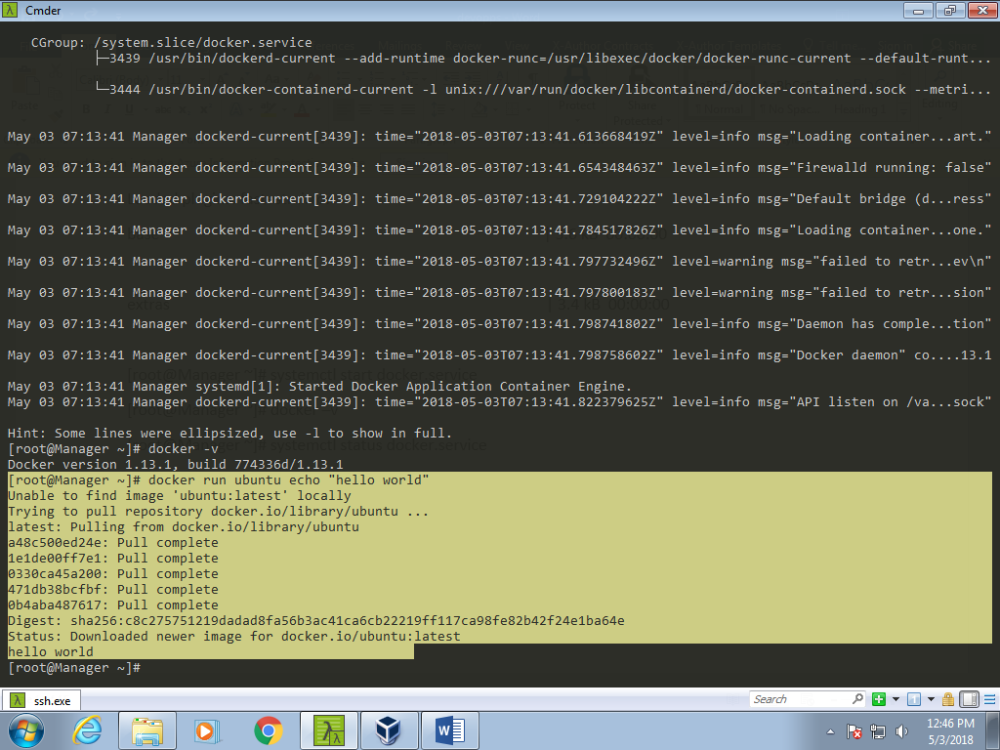 Cmder
CGroup: /system.slice/docker.service
├─3439 /usr/bin/dockerd-current --add-runtime docker-runc=/usr/libexec/docker/docker-runc-current --default-runt...
└─3444 /usr/bin/docker-containerd-current -l unix:///var/run/docker/libcontainerd/docker-containerd.sock --metri...
May 03 07:13:41 Manager dockerd-current[3439]: time="2018-05-03T07:13:41.613668419Z" level=info msg="Loading container...art."
May 03 07:13:41 Manager dockerd-current[3439]: time="2018-05-03T07:13:41.654348463Z" level=info msg="Firewalld running: false"
May 03 07:13:41 Manager dockerd-current[3439]: time="2018-05-03T07:13:41.729104222Z" level=info msg="Default bridge (d...ress"
May 03 07:13:41 Manager dockerd-current[3439]: time="2018-05-03T07:13:41.784517826Z" level=info msg="Loading container...one."
May 03 07:13:41 Manager dockerd-current[3439]: time="2018-05-03T07:13:41.797732496Z" level=warning msg="failed to retr...ev\n"
May 03 07:13:41 Manager dockerd-current[3439]: time="2018-05-03T07:13:41.797800183Z" level=warning msg="failed to retr...sion"
May 03 07:13:41 Manager dockerd-current[3439]: time="2018-05-03T07:13:41.798741802Z" level=info msg="Daemon has comple...tion"
May 03 07:13:41 Manager dockerd-current[3439]: time="2018-05-03T07:13:41.798758602Z" level=info msg="Docker daemon" co....13.1
May 03 07:13:41 Manager systemd[1]: Started Docker Application Container Engine.
May 03 07:13:41 Manager dockerd-current[3439]: time="2018-05-03T07:13:41.822379625Z" level=info msg="API listen on /va...sock"
Hint: Some lines were ellipsized, use -l to show in full.
[root@Manager ~]# docker -v
Docker version 1.13.1, build 774336d/1.13.1
[root@Manager ~]# docker run ubuntu echo "hello world"
Unable to find image 'ubuntu:latest' locally
Trying to pull repository docker.io/library/ubuntu ...
latest: Pulling from docker.io/library/ubuntu
a48c500ed24e: Pull complete
1e1de00ff7e1: Pull complete
0330ca45a200: Pull complete
471db38bcfbf: Pull complete
0b4aba487617: Pull complete
Digest: sha256:c8c275751219dadad8fa56b3ac41ca6cb22219ff117ca98fe82b42f24e1ba64e
Status: Downloaded newer image for docker.io/ubuntu:latest
hello world
[root@Manager ~]#
ssh.exe
Search
12:46 PM
5/3/2018